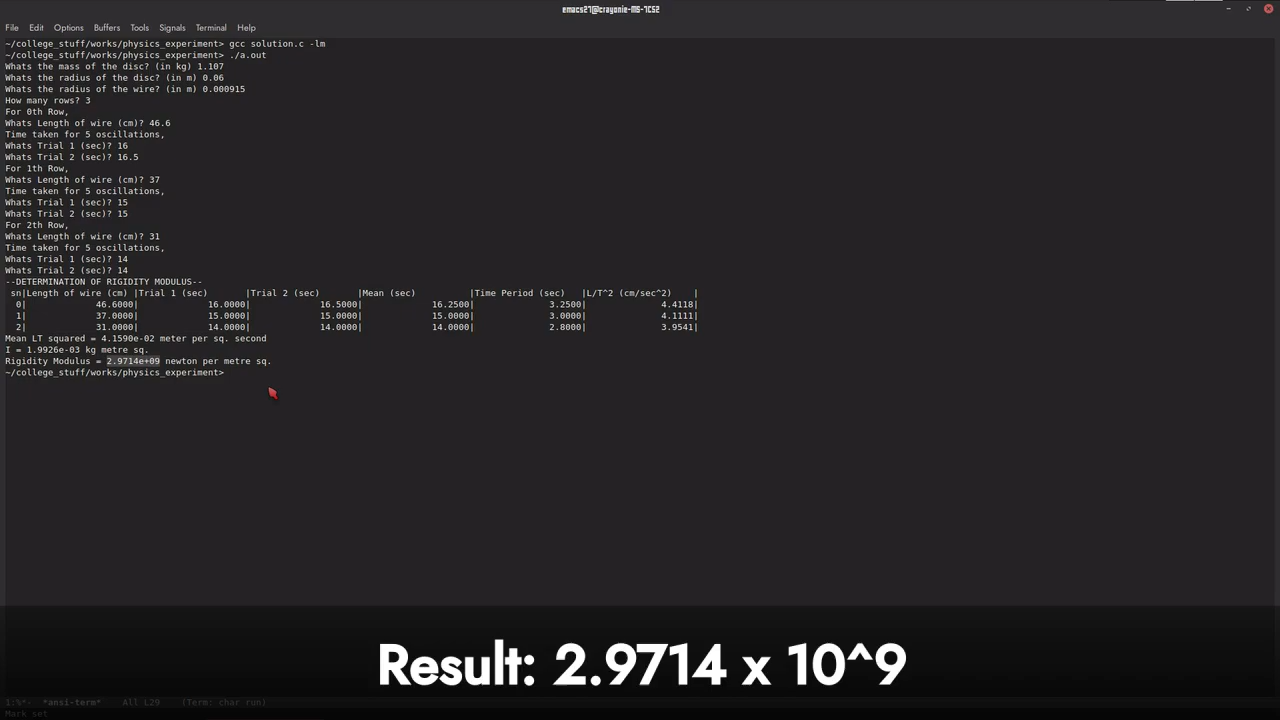 emacs27@crayonie-MS-7C52
File Edit Options Buffers Tools Signals Terminal Help
~/college_stuff/works/physics_experiment> gcc solution.c -lm
~/college_stuff/works/physics_experiment> ./a.out
Whats the mass of the disc? (in kg) 1.107
Whats the radius of the disc? (in m) 0.06
Whats the radius of the wire? (in m) 0.000915
How many rows? 3
For 0th Row,
Whats Length of wire (cm)? 46.6
Time taken for 5 oscillations,
Whats Trial 1 (sec)? 16
Whats Trial 2 (sec)? 16.5
For 1th Row,
Whats Length of wire (cm)? 37
Time taken for 5 oscillations,
Whats Trial 1 (sec)? 15
Whats Trial 2 (sec)? 15
For 2th Row,
Whats Length of wire (cm)? 31
Time taken for 5 oscillations,
Whats Trial 1 (sec)? 14
Whats Trial 2 (sec)? 14
--DETERMINATION OF RIGIDITY MODULUS--
sn|Length of wire (cm) |Trial 1 (sec) |Trial 2 (sec) |Mean (sec) |Time Period (sec) |L/T^2 (cm/sec^2) |
0| 46.6000| 16.0000| 16.5000| 16.2500| 3.2500| 4.4118|
1| 37.0000| 15.0000| 15.0000| 15.0000| 3.0000| 4.1111|
2| 31.0000| 14.0000| 14.0000| 14.0000| 2.8000| 3.9541|
Mean LT squared = 4.1590e-02 meter per sq. second
I = 1.9926e-03 kg metre sq.
Rigidity Modulus = 2.9714e+09 newton per metre sq.
~/college_stuff/works/physics_experiment>
Result: 2.9714 x 10^9
1:%*- *ansi-term* All L29 (Term: char run)
Mark set